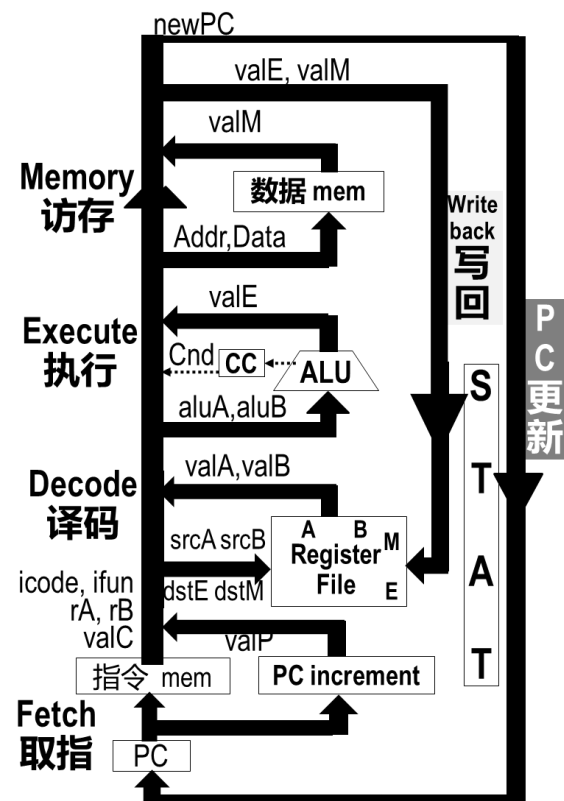 newPC
valE, valM
valM
Memory
访存
数据 mem
Write
back
写
回
Addr,Data
valE
Execute
执行
Cnd
CC
ALU
aluA,aluB
P
C
更
新
S
T
A
T
valA,valB
Decode
译码
A B
M
srcA srcB
Register
File
E
icode, ifun
dstE dstM
rA, rB
valC
valP
指令 mem
PC increment
Fetch
取指
PC